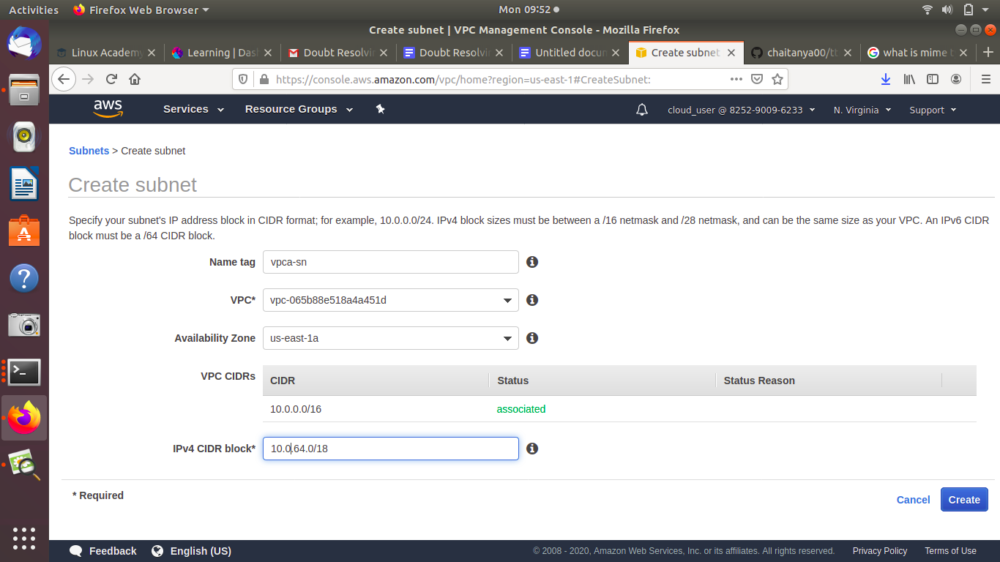 Activities Firefox Web Browser Mon 09:52
Create subnet | VPC Management Console - Mozilla Firefox
Linux Academy Learning | Das Doubt Resolvin Doubt Resolvin Untitled docum Create subnet chaitanya00/tt what is mime t
https://console.aws.amazon.com/vpc/home?region=us-east-1#CreateSubnet:
aws Services Resource Groups cloud_user @ 8252-9009-6233 N. Virginia Support
Subnets > Create subnet
Create subnet
Specify your subnet's IP address block in CIDR format; for example, 10.0.0.0/24. IPv4 block sizes must be between a /16 netmask and /28 netmask, and can be the same size as your VPC. An IPv6 CIDR
block must be a /64 CIDR block.
Name tag vpca-sn
VPC* vpc-065b88e518a4a451d
Availability Zone us-east-1a
VPC CIDRs CIDR Status Status Reason
10.0.0.0/16 associated
IPv4 CIDR block* 10.0.64.0/18
* Required
Cancel Create
Feedback English (US) © 2008 - 2020, Amazon Web Services, Inc. or its affiliates. All rights reserved. Privacy Policy Terms of Use